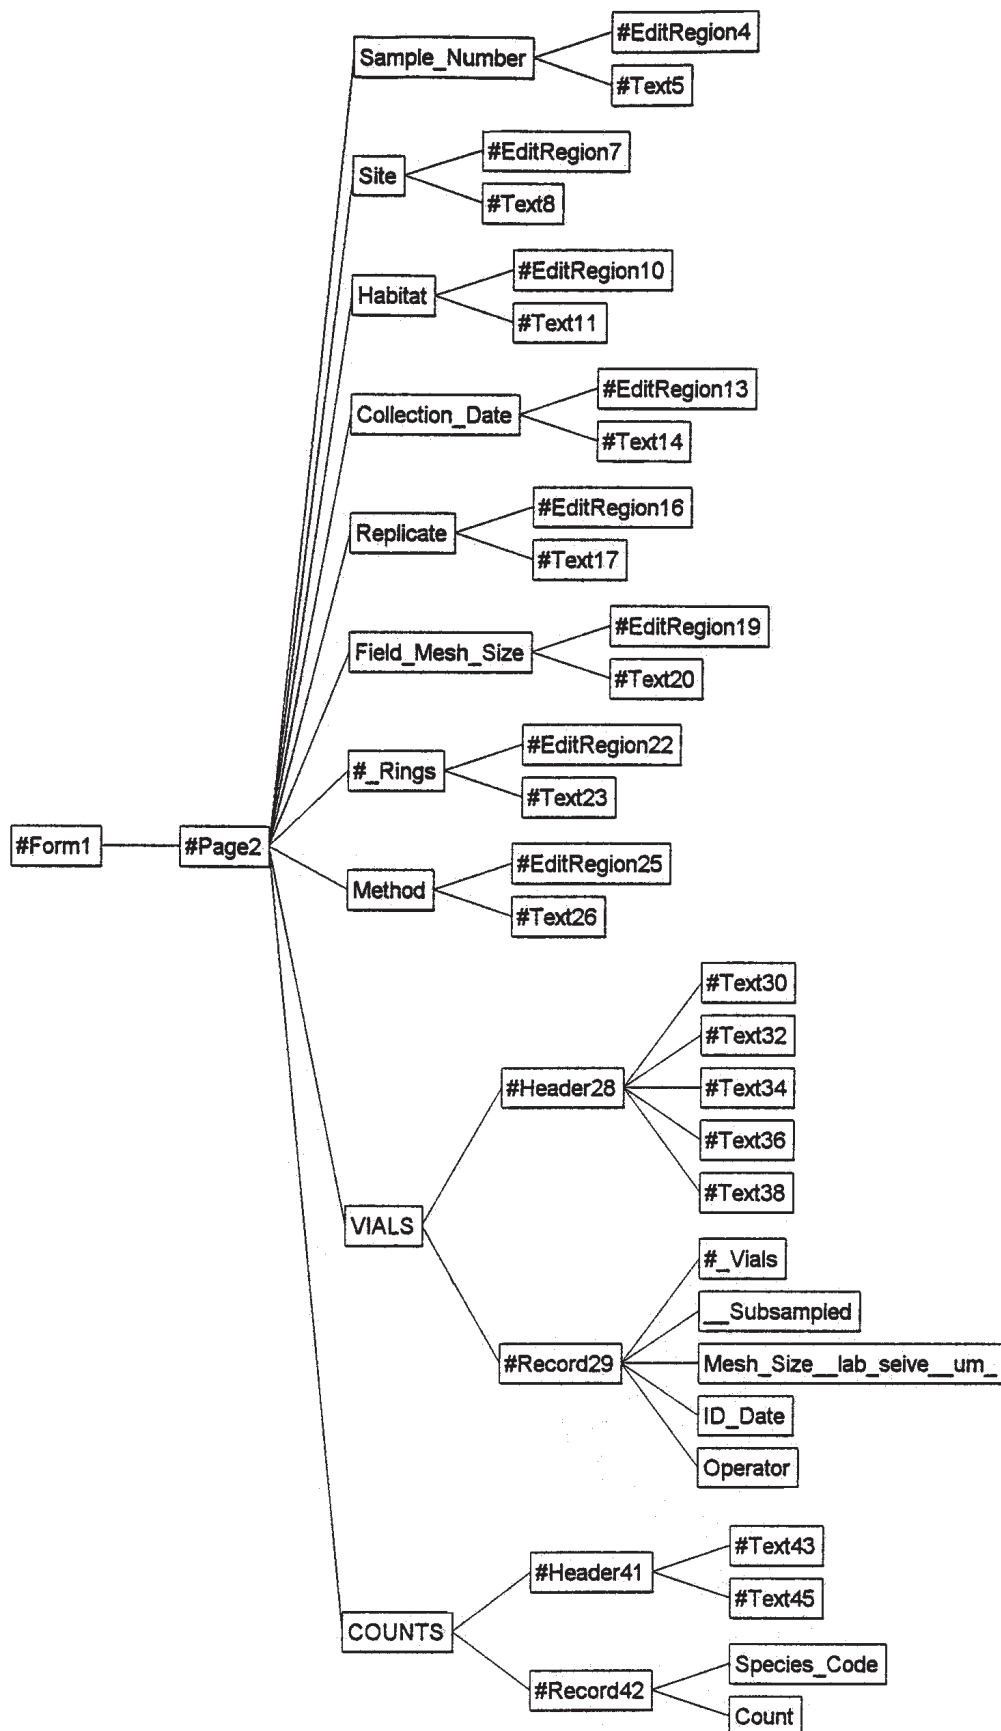 #EditRegion4
Sample_Number
#Text5
#EditRegion7
Site
#Text8
#EditRegion10
Habitat
#Text11
#EditRegion13
Collection_Date
#Text14
#EditRegion16
Replicate
#Text17
#EditRegion19
Field_Mesh_Size
#Text20
#EditRegion22
#_Rings
#Text23
#Form1
#Page2
#EditRegion25
Method
#Text26
#Text30
#Text32
#Header28
#Text34
#Text36
#Text38
VIALS
#_Vials
__Subsampled
#Record29
Mesh_Size__lab_seive__um_
ID_Date
Operator
#Text43
#Header41
#Text45
COUNTS
Species_Code
#Record42
Count